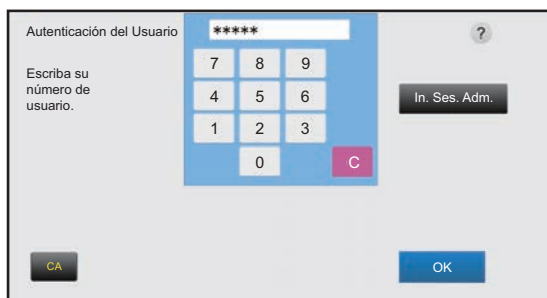 Autenticación del Usuario
*****
?
Escriba su
número de
usuario.
7 8 9
4 5 6
1 2 3
0 C
In. Ses. Adm.
CA
OK